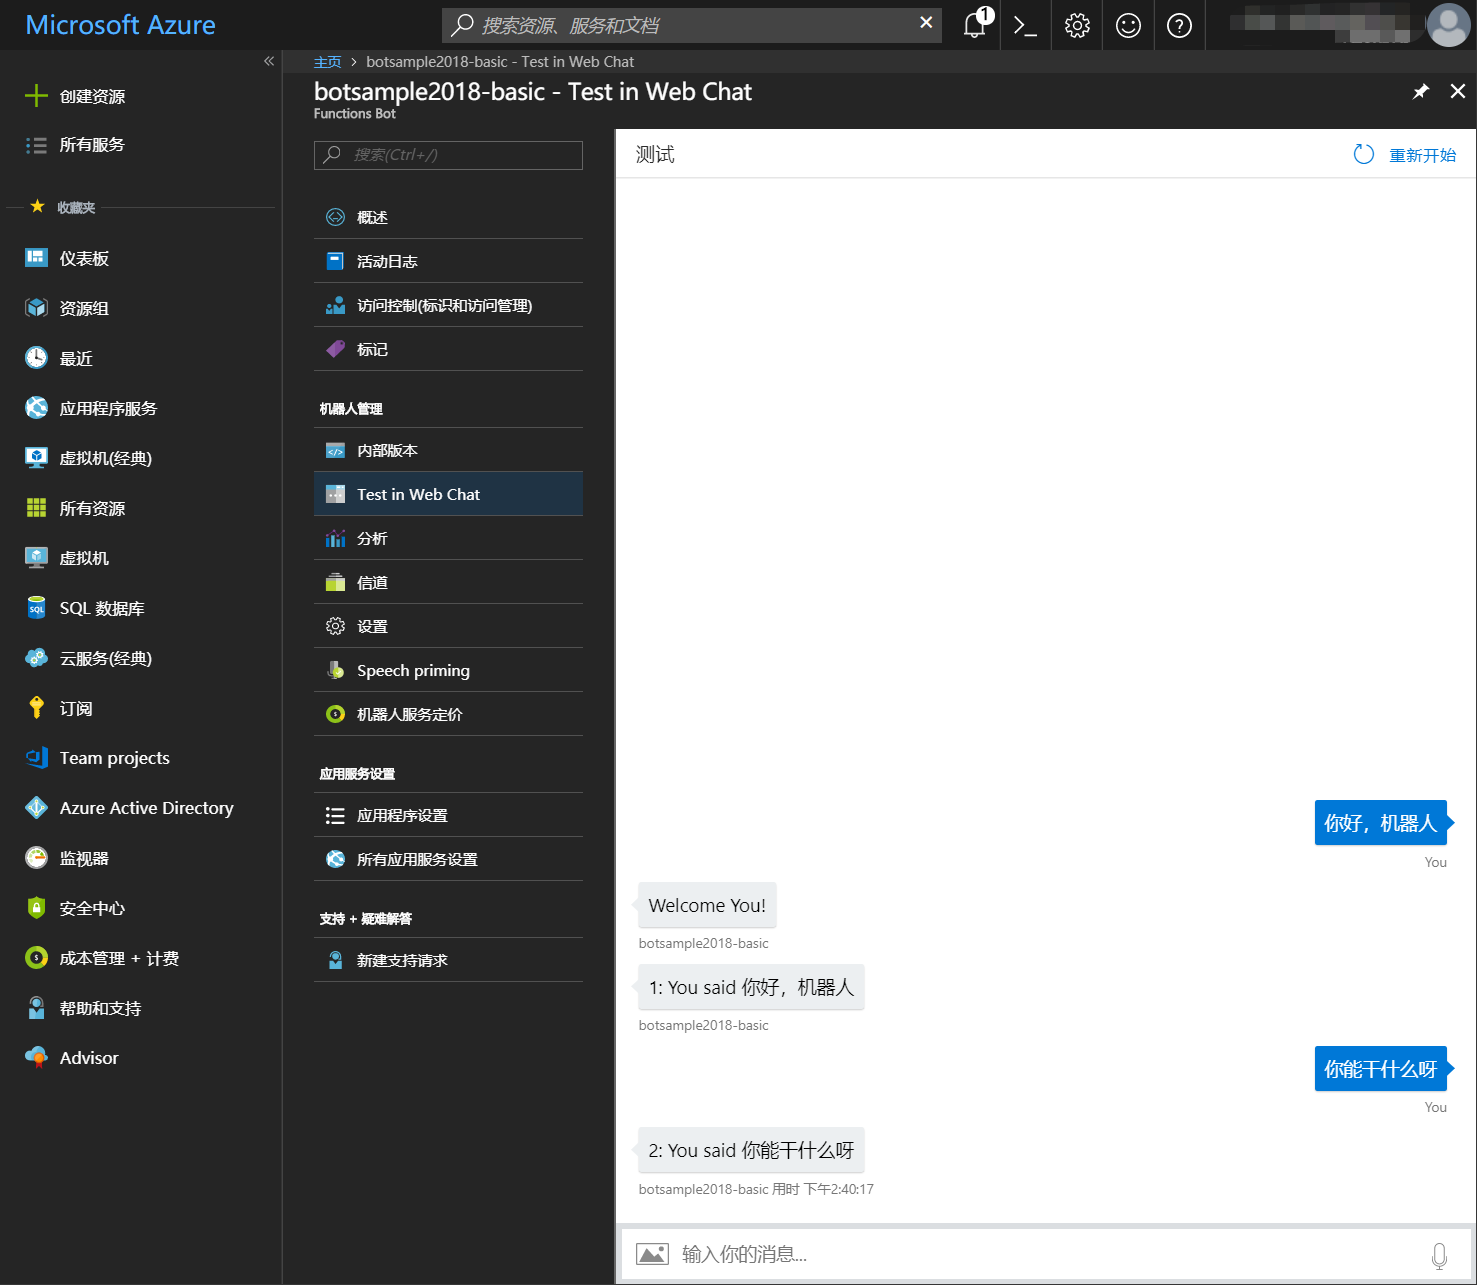 Microsoft Azure
搜索资源、服务和文档
1
创建资源
所有服务
收藏夹
仪表板
资源组
最近
应用程序服务
虚拟机(经典)
所有资源
虚拟机
SQL 数据库
云服务(经典)
订阅
Team projects
Azure Active Directory
监视器
安全中心
成本管理 + 计费
帮助和支持
Advisor
主页 > botsample2018-basic - Test in Web Chat
botsample2018-basic - Test in Web Chat
Functions Bot
搜索(Ctrl+/)
概述
活动日志
访问控制(标识和访问管理)
标记
机器人管理
内部版本
Test in Web Chat
分析
信道
设置
Speech priming
机器人服务定价
应用服务设置
应用程序设置
所有应用服务设置
支持 + 疑难解答
新建支持请求
测试
重新开始
你好，机器人
You
Welcome You!
botsample2018-basic
1: You said 你好，机器人
botsample2018-basic
你能干什么呀
You
2: You said 你能干什么呀
botsample2018-basic 用时 下午2:40:17
输入你的消息...